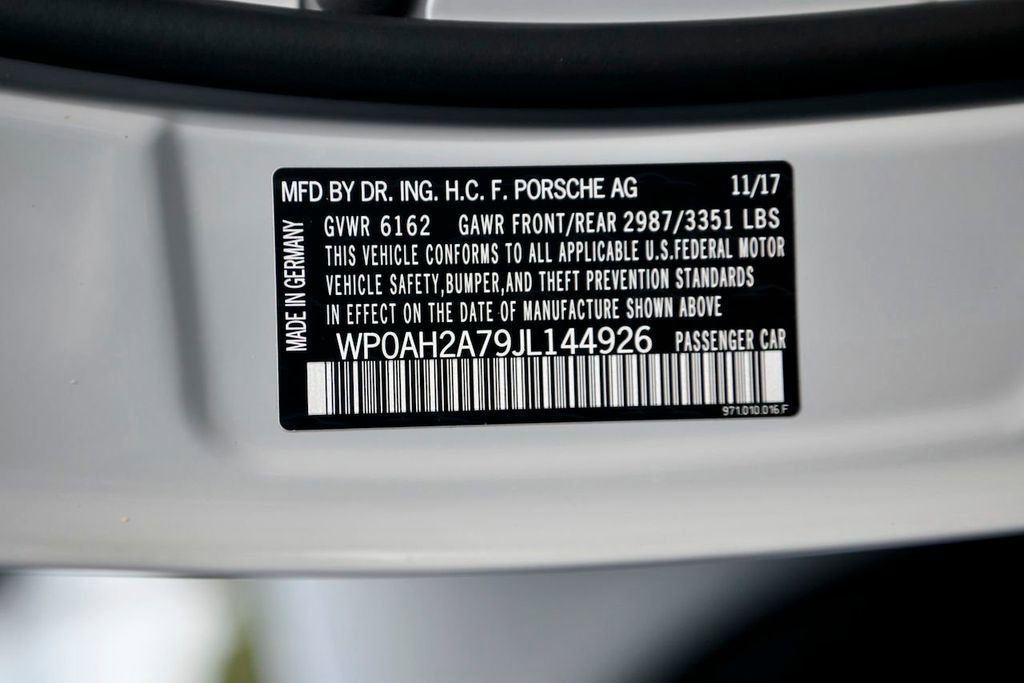 MFD BY DR. ING. H.C. F. PORSCHE AG 11/17
GVWR 6162 GAWR FRONT/REAR 2987/3351 LBS
THIS VEHICLE CONFORMS TO ALL APPLICABLE U.S.FEDERAL MOTOR
VEHICLE SAFETY,BUMPER,AND THEFT PREVENTION STANDARDS
IN EFFECT ON THE DATE OF MANUFACTURE SHOWN ABOVE
MADE IN GERMANY
WP0AH2A79JL144926 PASSENGER CAR
971.010.016.F